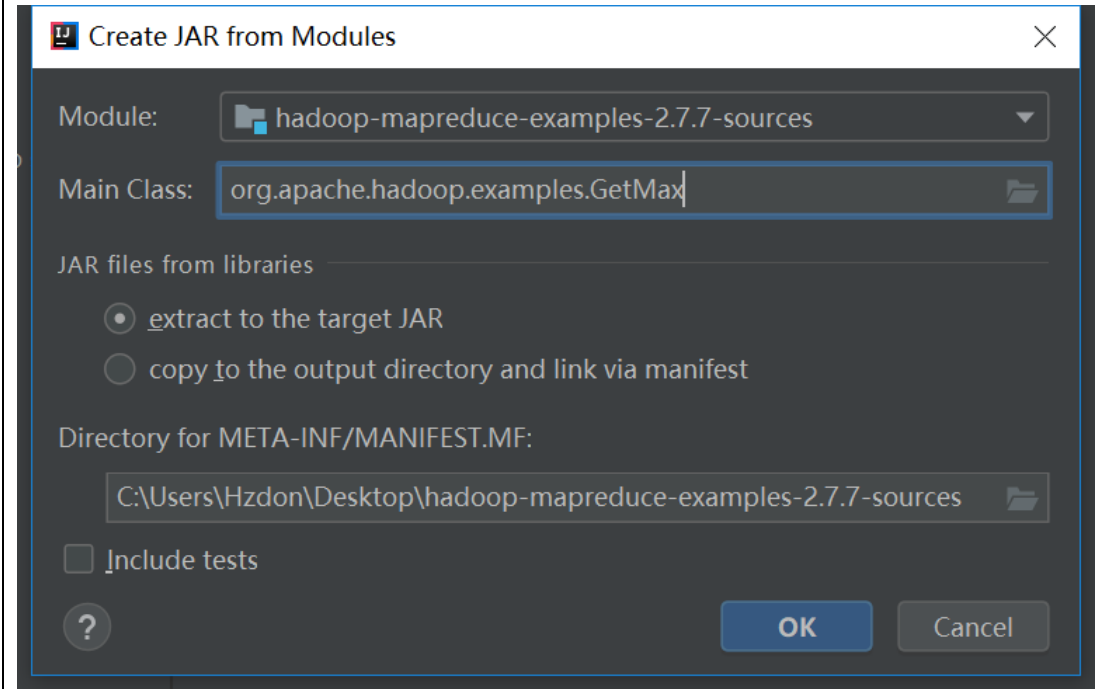 Create JAR from Modules
Module: hadoop-mapreduce-examples-2.7.7-sources
Main Class: org.apache.hadoop.examples.GetMax
JAR files from libraries
extract to the target JAR
copy to the output directory and link via manifest
Directory for META-INF/MANIFEST.MF:
C:\Users\Hzdon\Desktop\hadoop-mapreduce-examples-2.7.7-sources
Include tests
? OK Cancel